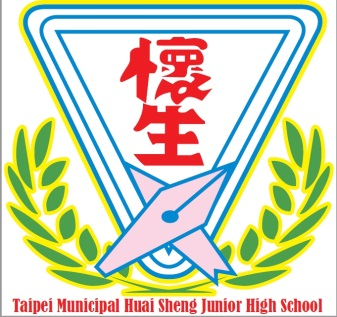 懷
生
Taipei Municipal Huai Sheng Junior High School